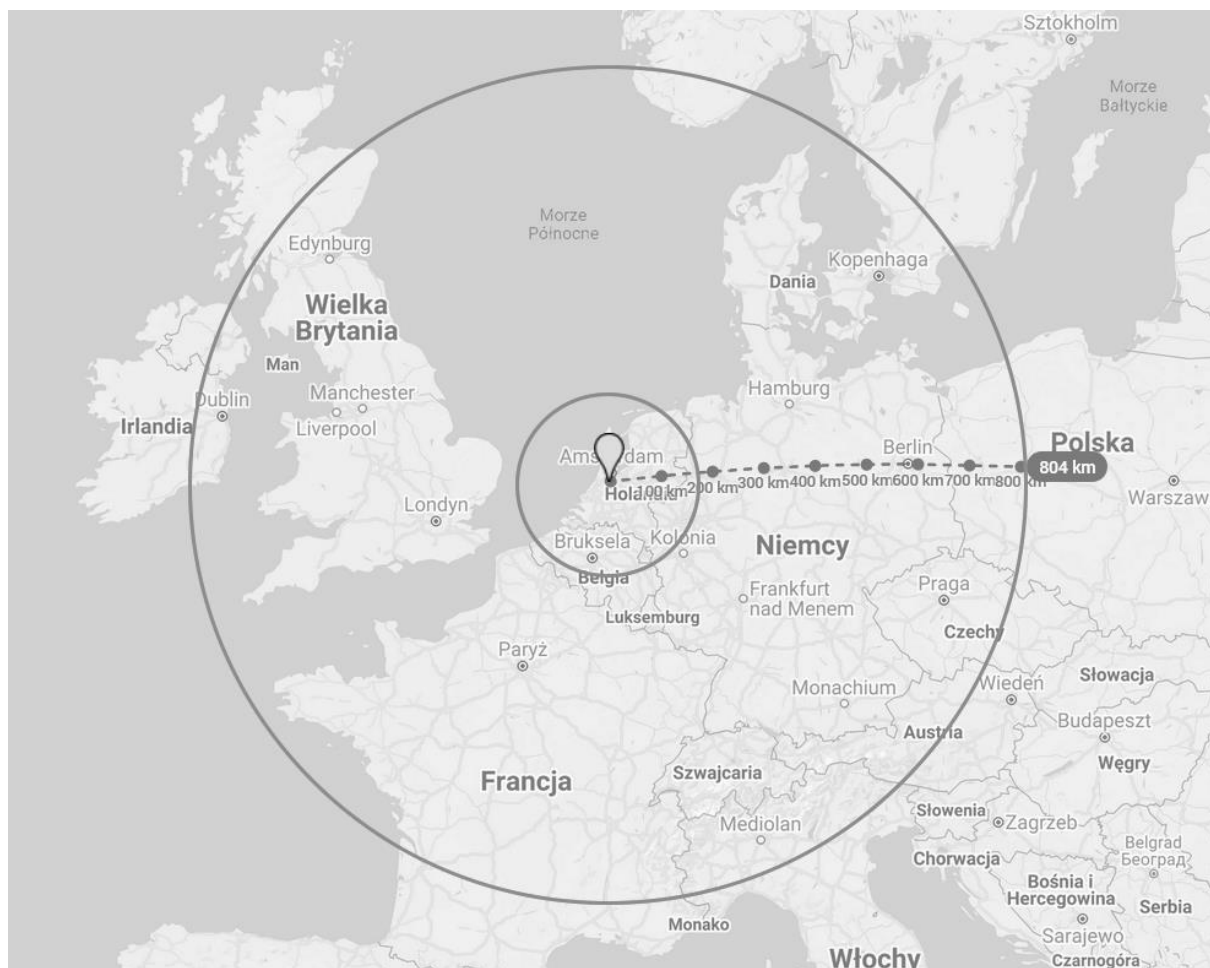 Sztokholm
Morze
Bałtyckie
Morze
Północne
Edynburg
Kopenhaga
Dania
Wielka
Brytania
Man
Hamburg
Manchester
Dublin
Liverpool
Irlandia
Polska
Berlin
Amsterdam
804 km
100 km
200 km
300 km
400 km
500 km
600 km
700 km
800 km
Holandia
Warszaw
Londyn
Bruksela
Kolonia
Niemcy
Belgia
Praga
Frankfurt
nad Menem
Luksemburg
Czechy
Paryż
Słowacja
Wiedeń
Monachium
Budapeszt
Austria
Węgry
Francja
Szwajcaria
Słowenia
Zagrzeb
Mediolan
Belgrad
Београд
Chorwacja
Bośnia i
Hercegowina
Serbia
Monako
Sarajewo
Włochy
Czarnogóra